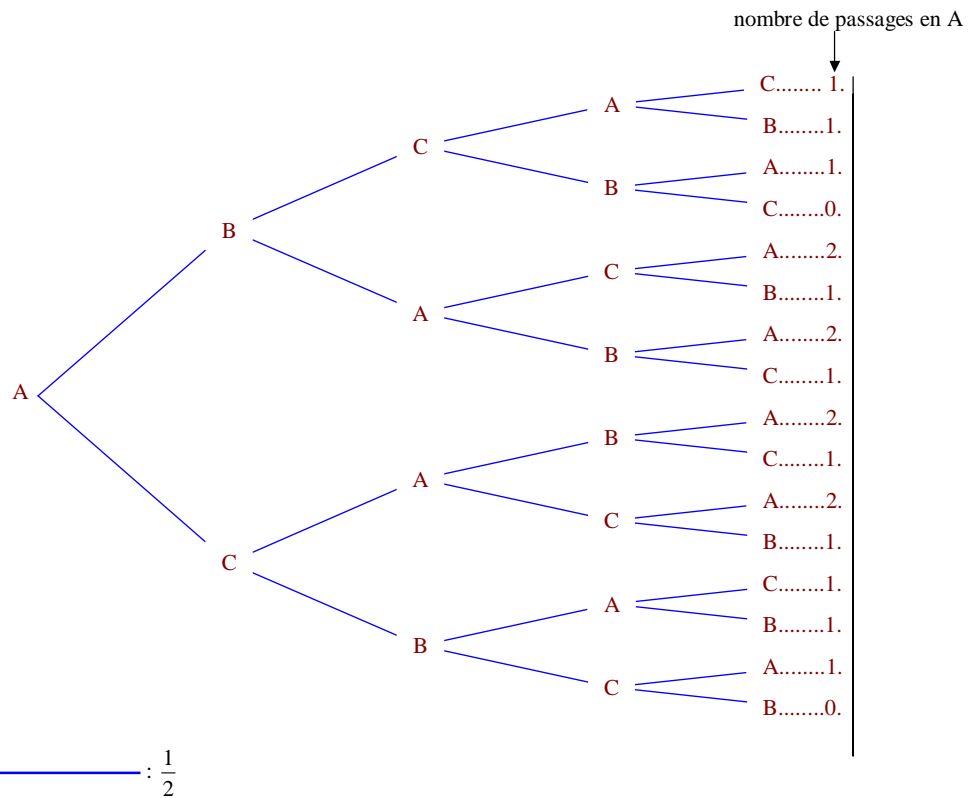 nombre de passages en A
C........ 1.
A
B........1.
C
A........1.
B
C........0.
B
A........2.
C
B........1.
A
A........2.
B
C........1.
A
A........2.
B
C........1.
A
A........2.
C
B........1.
C
C........1.
A
B........1.
B
A........1.
C
B........0.
: 1/2